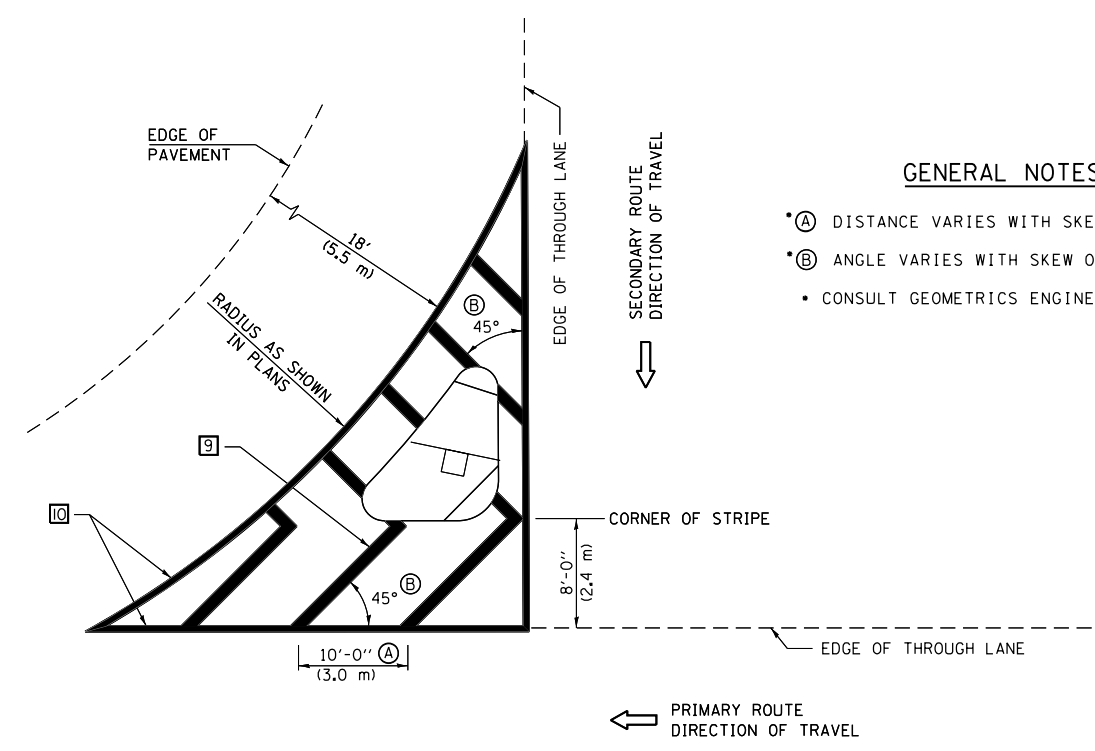 EDGE OF
PAVEMENT
18'
(5.5 m)
RADIUS AS SHOWN
IN PLANS
EDGE OF THROUGH LANE
SECONDARY ROUTE
DIRECTION OF TRAVEL
GENERAL NOTES
*Ⓐ DISTANCE VARIES WITH SKE
*Ⓑ ANGLE VARIES WITH SKEW O
* CONSULT GEOMETRICS ENGINE
Ⓑ
45°
9
10
CORNER OF STRIPE
8'-0"
(2.4 m)
45° Ⓑ
10'-0" Ⓐ
(3.0 m)
EDGE OF THROUGH LANE
PRIMARY ROUTE
DIRECTION OF TRAVEL